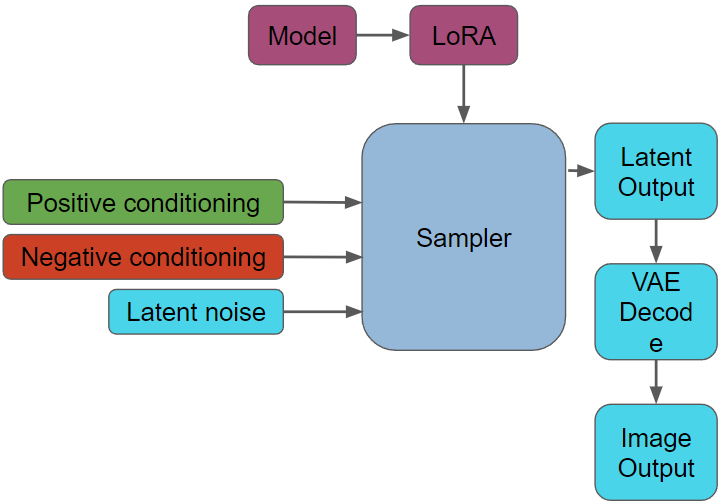 Model
LoRA
Positive conditioning
Negative conditioning
Latent noise
Sampler
Latent
Output
VAE
Decod
e
Image
Output